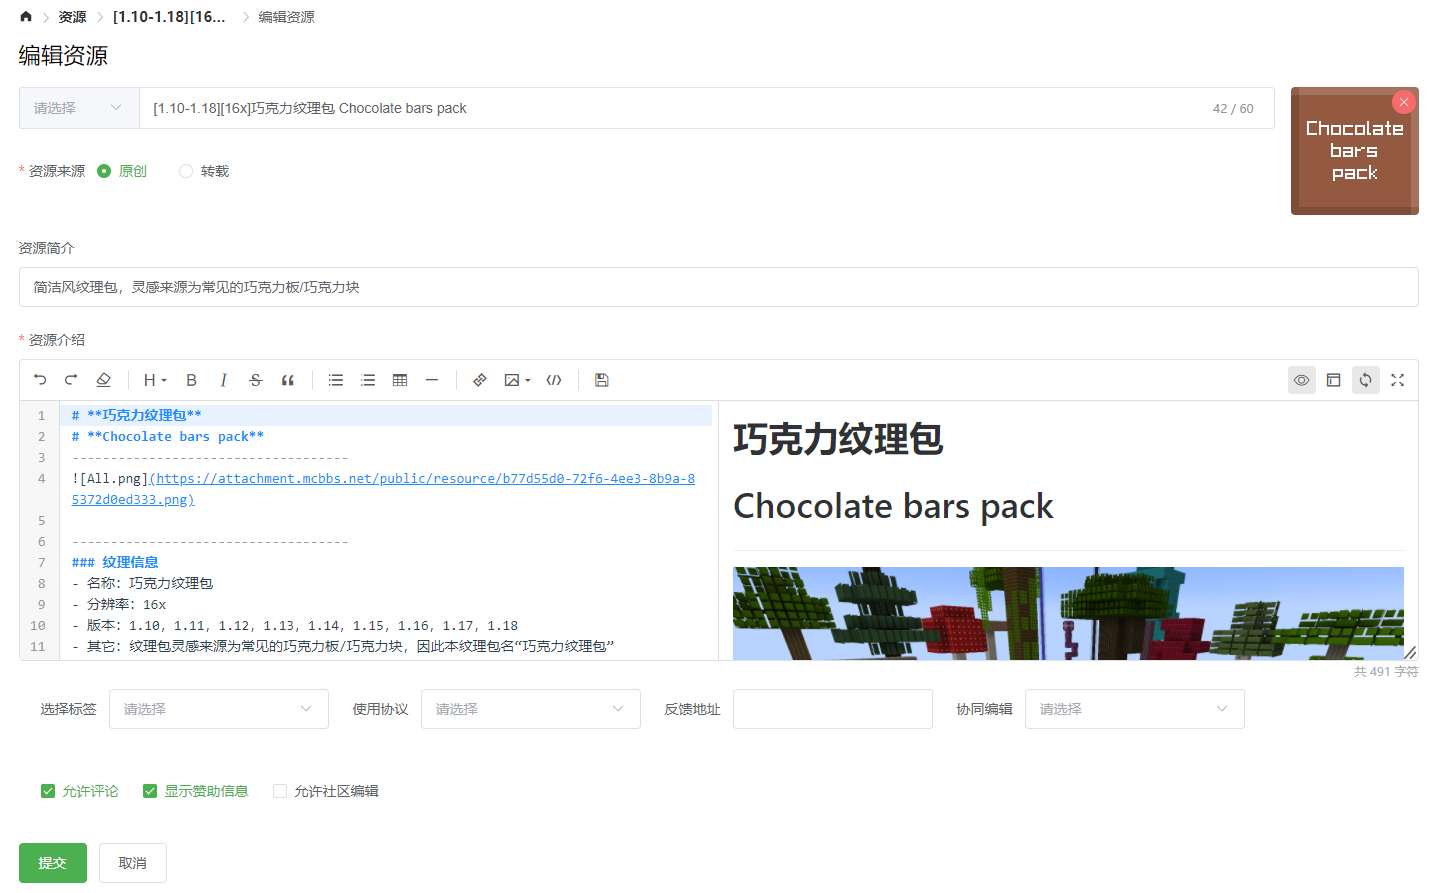 资源 [1.10-1.18][16... 编辑资源
编辑资源
请选择 [1.10-1.18][16x]巧克力纹理包 Chocolate bars pack 42 / 60
Chocolate
bars
pack
* 资源来源 原创 转载
资源简介
简洁风纹理包，灵感来源为常见的巧克力板/巧克力块
* 资源介绍
H B I S
1 # **巧克力纹理包**
2 # **Chocolate bars pack**
3 --------------------------------
4 ![All.png](https://attachment.mcbbs.net/public/resource/b77d55d0-72f6-4ee3-8b9a-8
5372d0ed333.png)
5
6 --------------------------------
7 ### 纹理信息
8 - 名称：巧克力纹理包
9 - 分辨率：16x
10 - 版本：1.10，1.11，1.12，1.13，1.14，1.15，1.16，1.17，1.18
11 - 其它：纹理包灵感来源为常见的巧克力板/巧克力块，因此本纹理包名“巧克力纹理包”
巧克力纹理包
Chocolate bars pack
共 491 字符
选择标签 请选择 使用协议 请选择 反馈地址 协同编辑 请选择
允许评论 显示赞助信息 允许社区编辑
提交 取消